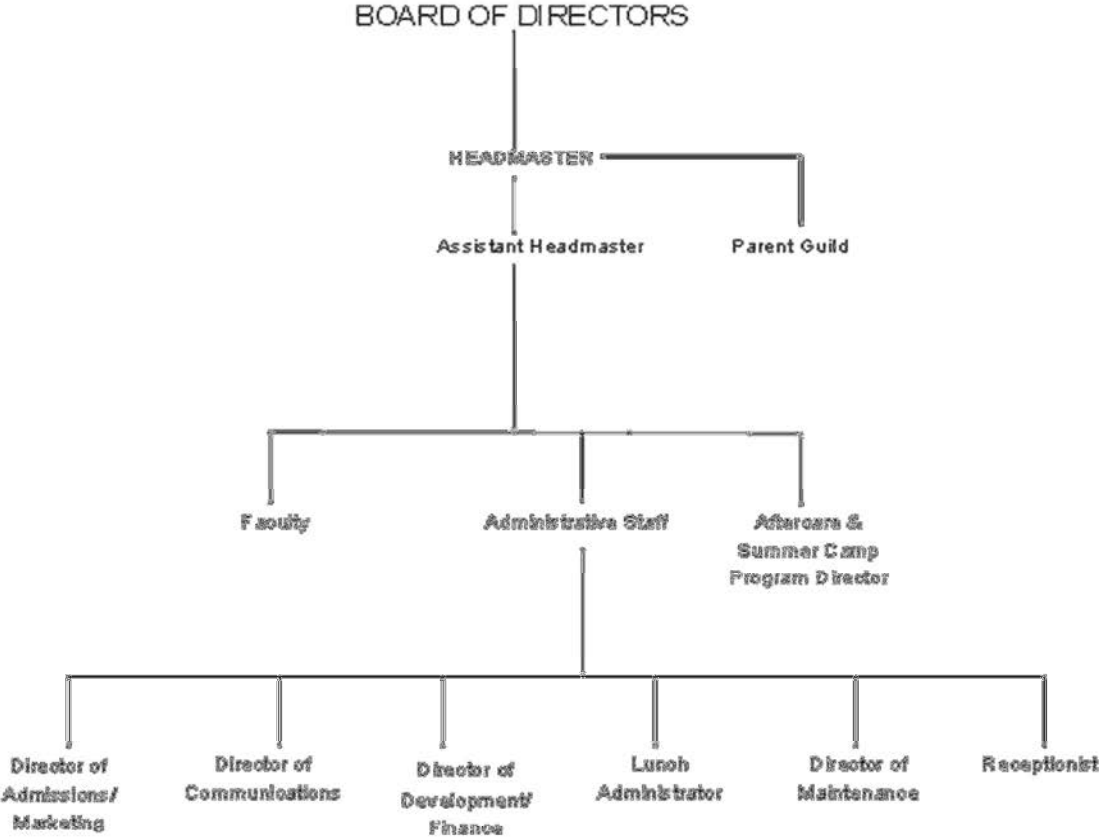 BOARD OF DIRECTORS
HEADMASTER
Assistant Headmaster
Parent Guild
Faculty
Administrative Staff
Aftercare &
Summer Camp
Program Director
Director of
Admissions/
Marketing
Director of
Communications
Director of
Development/
Finance
Lunch
Administrator
Director of
Maintenance
Receptionist